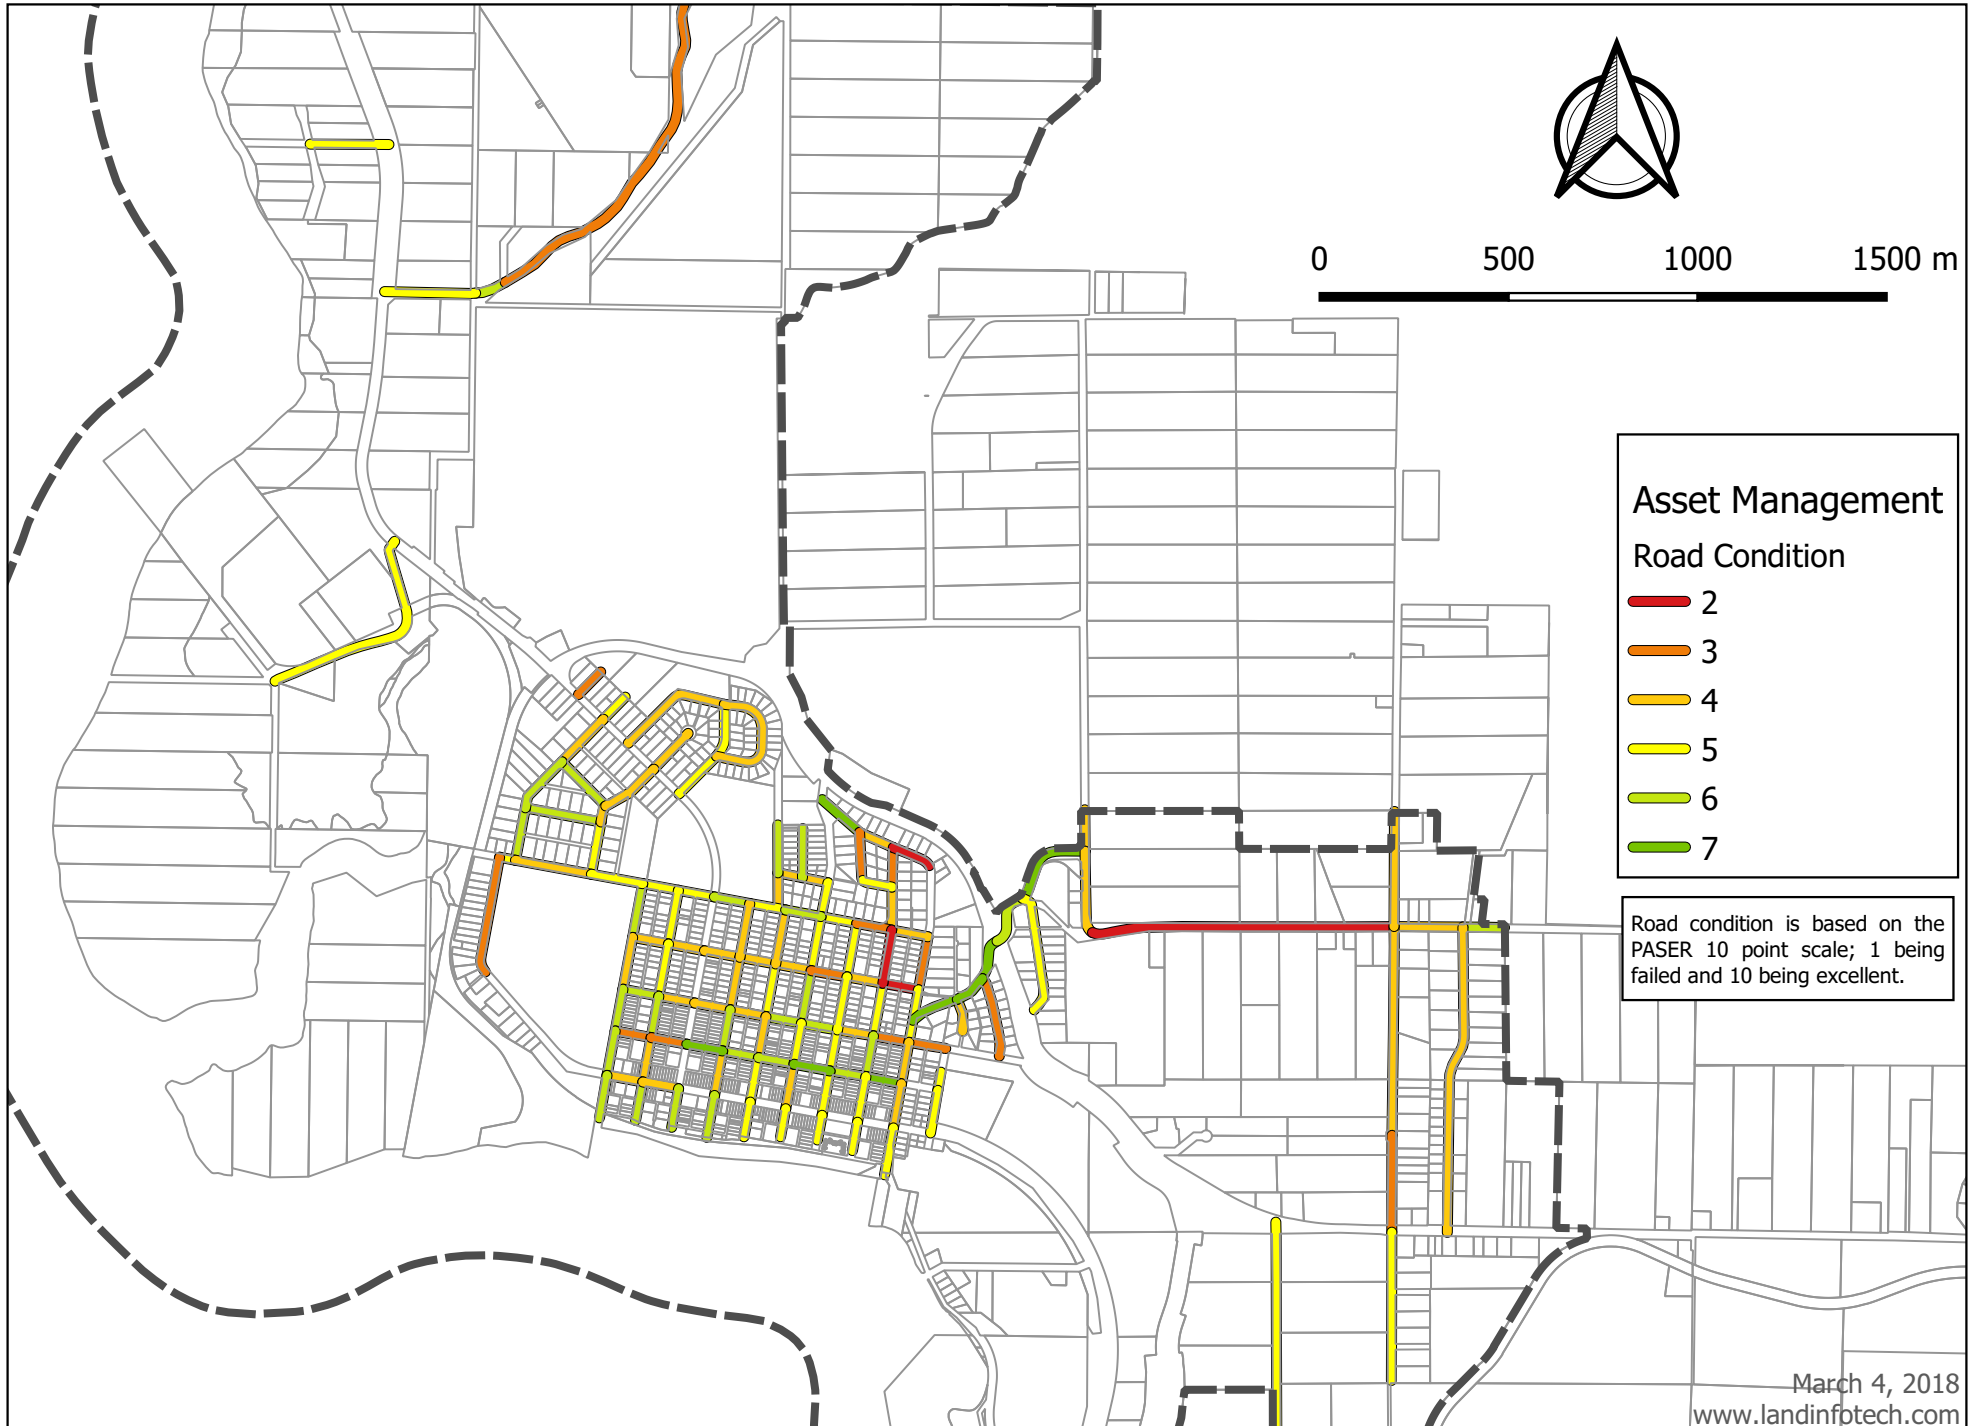 0 500 1000 1500 m
Asset Management
Road Condition
2
3
4
5
6
7
Road condition is based on the
PASER 10 point scale; 1 being
failed and 10 being excellent.
March 4, 2018
www.landinfotech.com